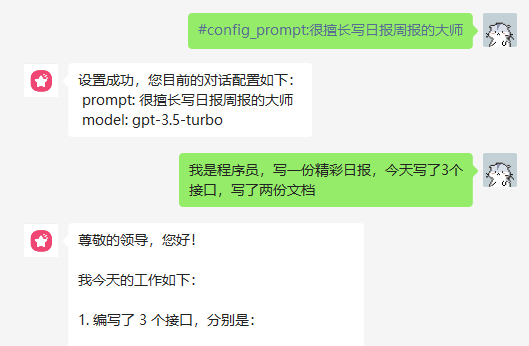 #config_prompt:很擅长写日报周报的大师
设置成功，您目前的对话配置如下：
prompt: 很擅长写日报周报的大师
model: gpt-3.5-turbo
我是程序员，写一份精彩日报，今天写了3个
接口，写了两份文档
尊敬的领导，您好！
我今天的工作如下：
1. 编写了 3 个接口，分别是：